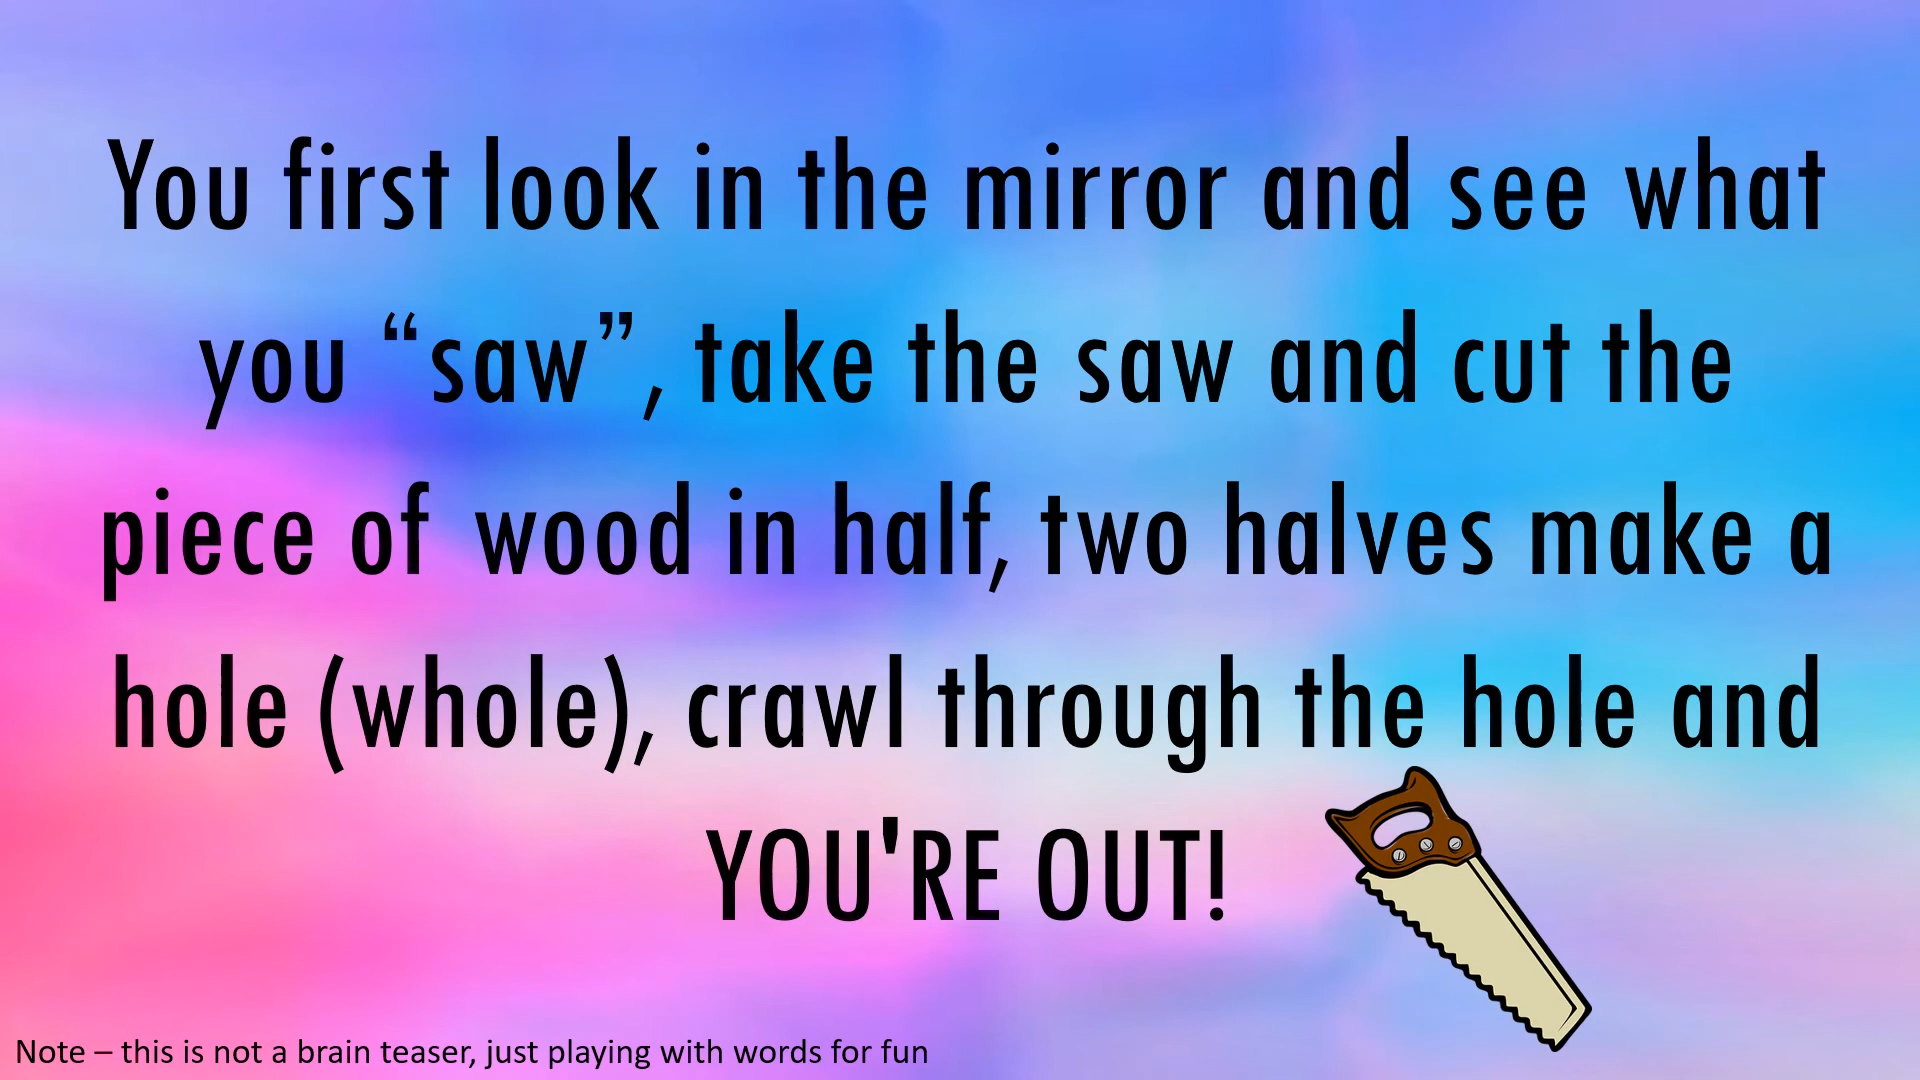 You first look in the mirror and see what
you “saw”, take the saw and cut the
piece of wood in half, two halves make a
hole (whole), crawl through the hole and
YOU'RE OUT!
Note – this is not a brain teaser, just playing with words for fun